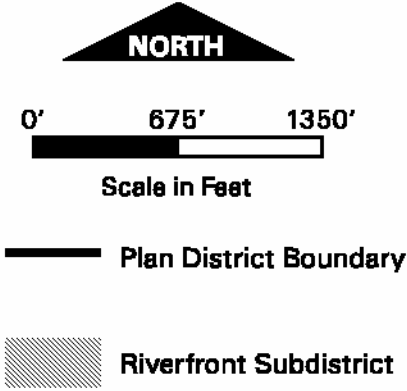 NORTH
0' 675' 1350'
Scale in Feet
Plan District Boundary
Riverfront Subdistrict